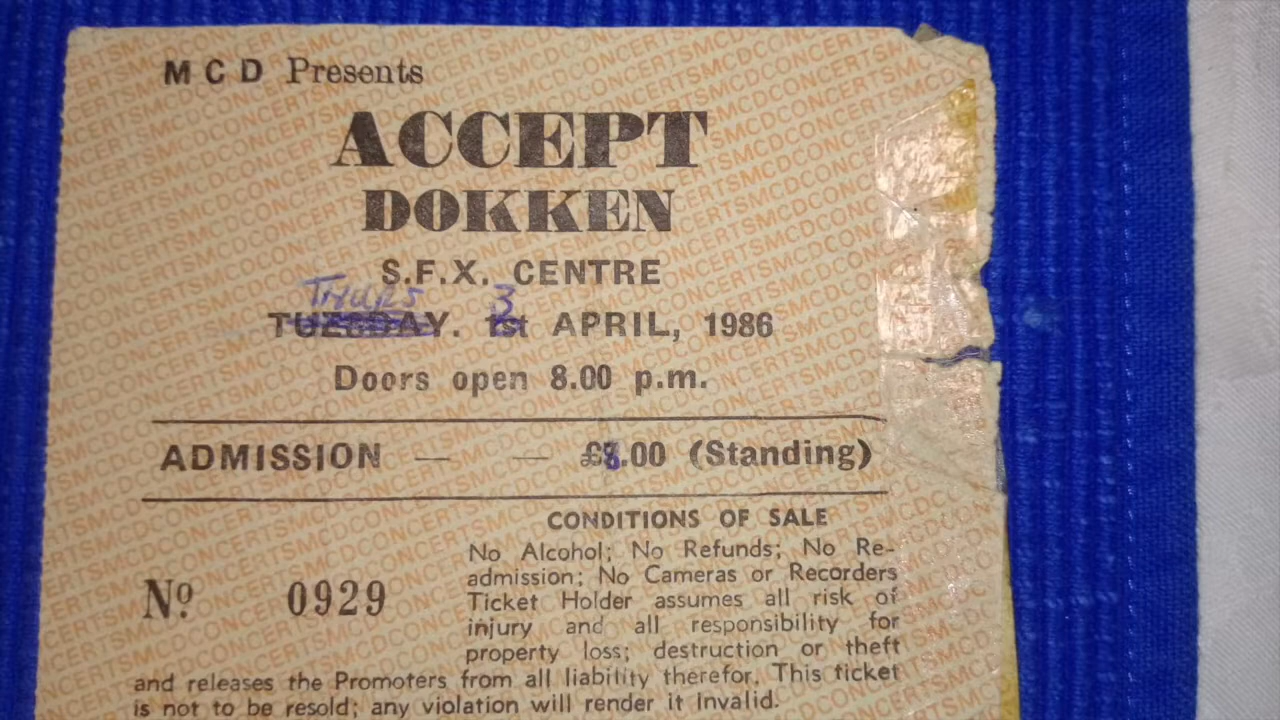 M C D Presents
ACCEPT
DOKKEN
S.F.X. CENTRE
THURS 3
TUESDAY. 1st APRIL, 1986
Doors open 8.00 p.m.
ADMISSION — — £8.00 (Standing)
CONDITIONS OF SALE
No Alcohol; No Refunds; No Re-
admission; No Cameras or Recorders
Ticket Holder assumes all risk of
injury and all responsibility for
property loss; destruction or theft
Nº 0929
and releases the Promoters from all liability therefor. This ticket
is not to be resold; any violation will render it invalid.